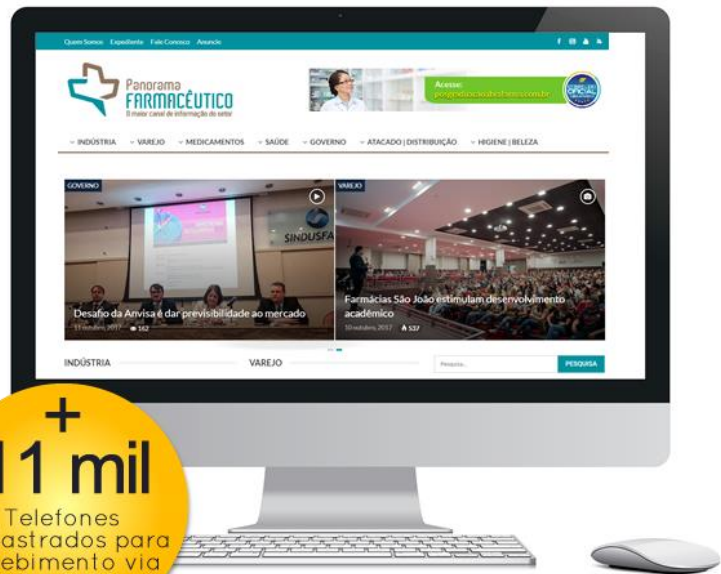 Quem Somos Expediente Fale Conosco Anuncie
Panorama
FARMACÊUTICO
O maior canal de informação do setor
Acesse:
OFICIAL
INDÚSTRIA VAREJO MEDICAMENTOS SAÚDE GOVERNO ATACADO | DISTRIBUIÇÃO HIGIENE | BELEZA
GOVERNO
VAREJO
SINDUSFA
Desafio da Anvisa é dar previsibilidade ao mercado
11 outubro, 2017 162
Farmácias São João estimulam desenvolvimento
acadêmico
10 outubro, 2017 537
INDÚSTRIA
VAREJO
Pesquisa...
PESQUISA
+
11 mil
Telefones
astrados para
ebimento via